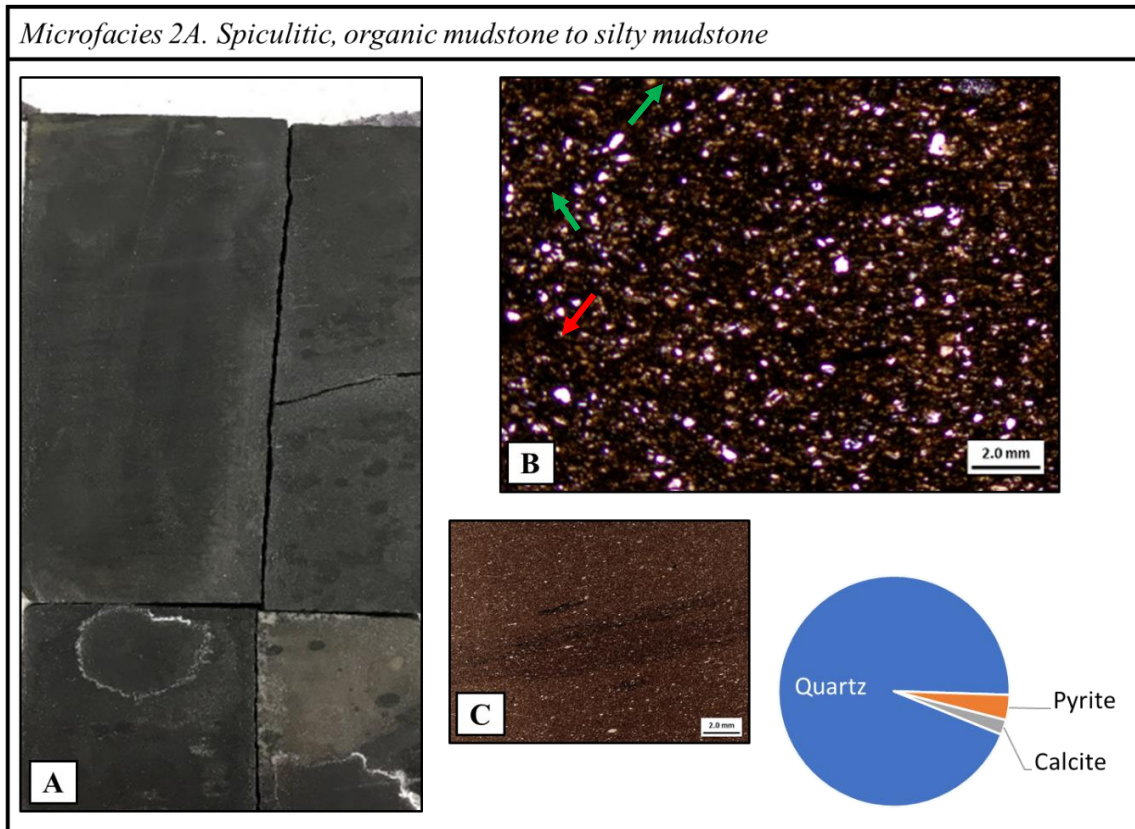 Microfacies 2A. Spiculitic, organic mudstone to silty mudstone
A
B
2.0 mm
C
2.0 mm
Quartz
Pyrite
Calcite